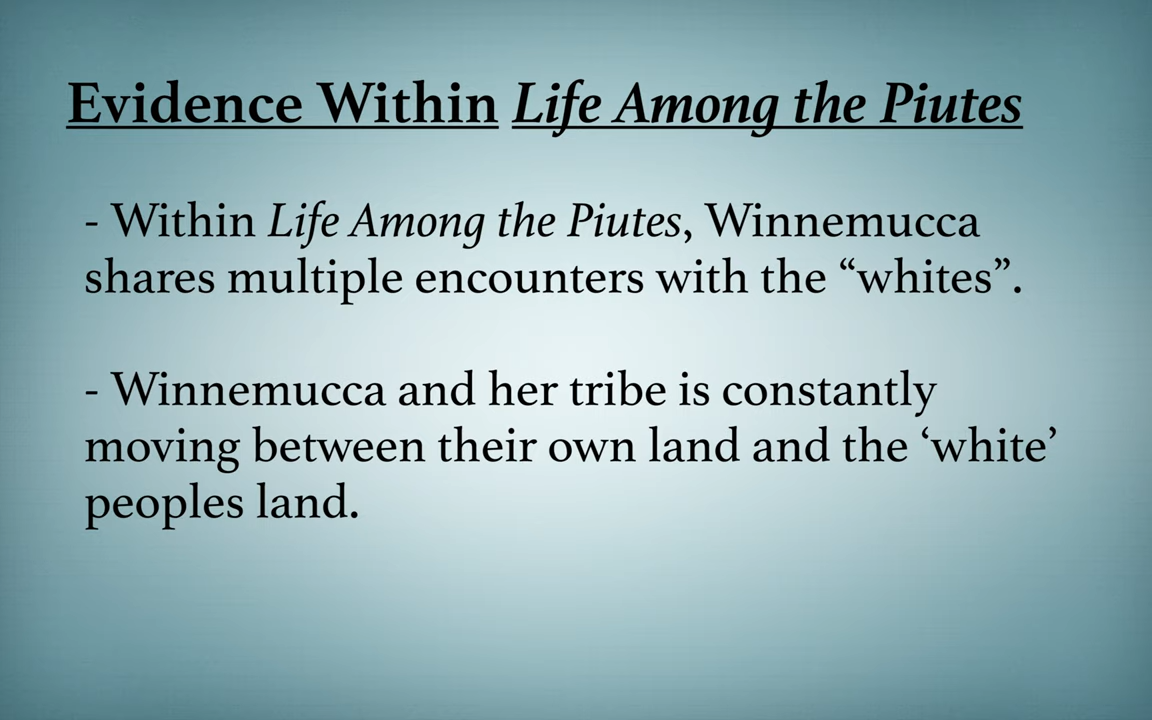 Evidence Within Life Among the Piutes
- Within Life Among the Piutes, Winnemucca
shares multiple encounters with the “whites”.
- Winnemucca and her tribe is constantly
moving between their own land and the ‘white’
peoples land.